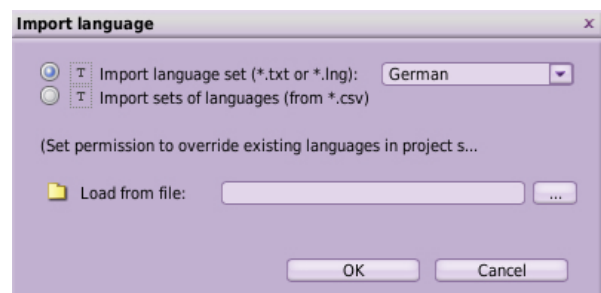 Import language x
T Import language set (*.txt or *.lng): German
T Import sets of languages (from *.csv)
(Set permission to override existing languages in project s...
Load from file: ...
OK Cancel